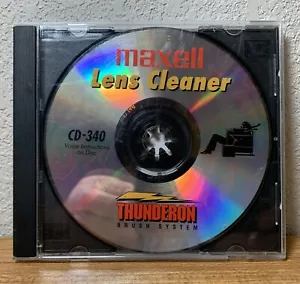 maxell
Lens Cleaner
CD-340
Voice Instructions
on Disc
THUNDERON
BRUSH SYSTEM